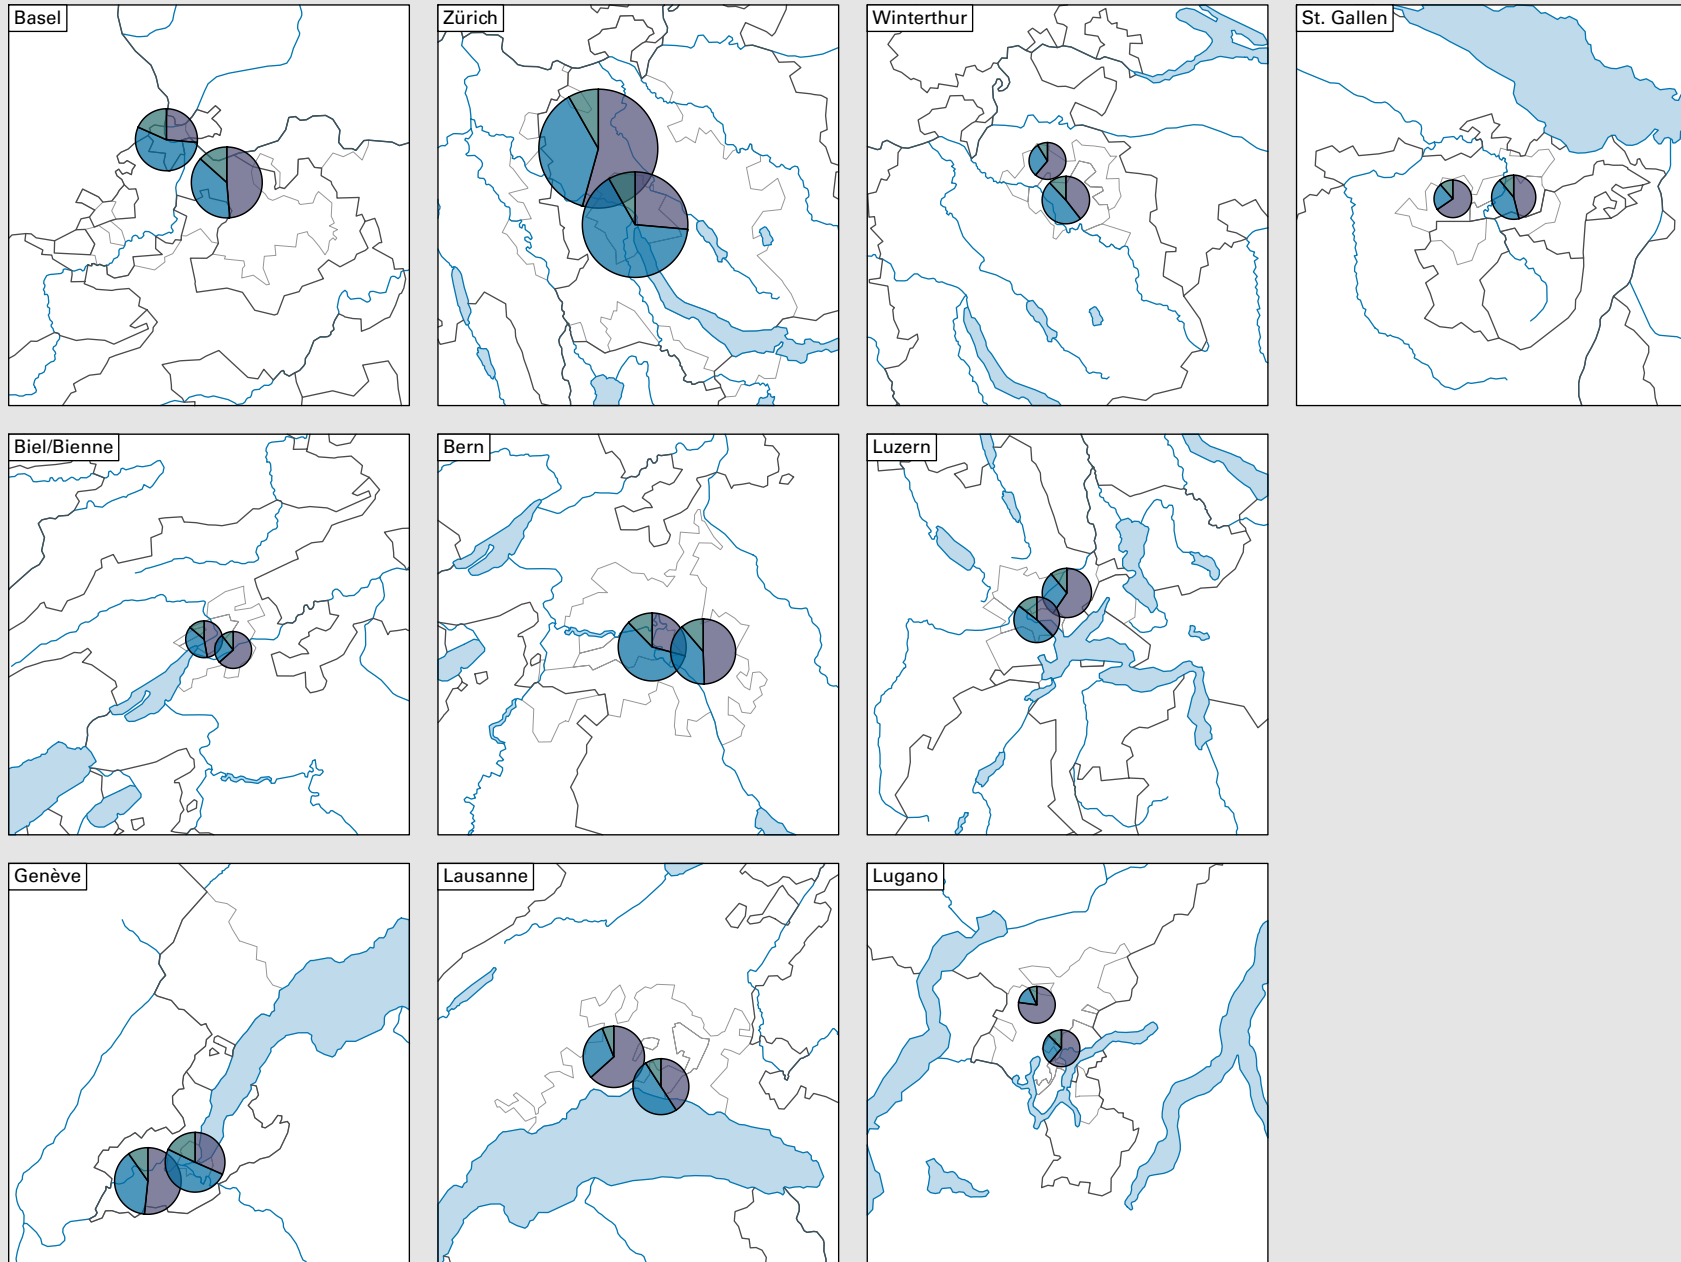 Basel
Zürich
Winterthur
St. Gallen
Biel/Bienne
Bern
Luzern
Genève
Lausanne
Lugano